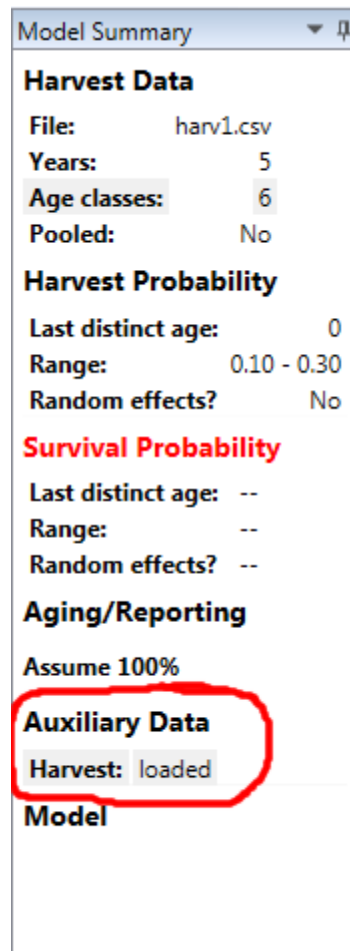 Model Summary
Harvest Data
File: harv1.csv
Years: 5
Age classes: 6
Pooled: No
Harvest Probability
Last distinct age: 0
Range: 0.10 - 0.30
Random effects? No
Survival Probability
Last distinct age: --
Range: --
Random effects? --
Aging/Reporting
Assume 100%
Auxiliary Data
Harvest: loaded
Model